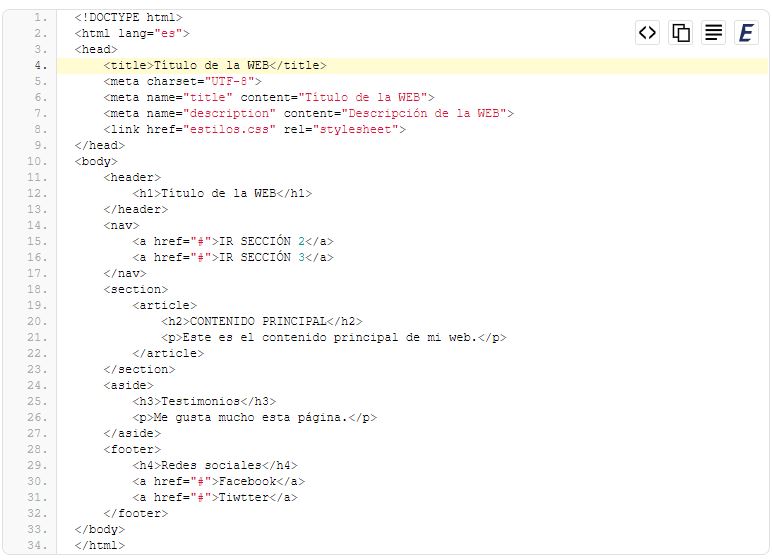 1. <!DOCTYPE html>
2. <html lang="es">
3. <head>
4. <title>Título de la WEB</title>
5. <meta charset="UTF-8">
6. <meta name="title" content="Título de la WEB">
7. <meta name="description" content="Descripción de la WEB">
8. <link href="estilos.css" rel="stylesheet">
9. </head>
10. <body>
11. <header>
12. <h1>Título de la WEB</h1>
13. </header>
14. <nav>
15. <a href="#">IR SECCIÓN 2</a>
16. <a href="#">IR SECCIÓN 3</a>
17. </nav>
18. <section>
19. <article>
20. <h2>CONTENIDO PRINCIPAL</h2>
21. <p>Este es el contenido principal de mi web.</p>
22. </article>
23. </section>
24. <aside>
25. <h3>Testimonios</h3>
26. <p>Me gusta mucho esta página.</p>
27. </aside>
28. <footer>
29. <h4>Redes sociales</h4>
30. <a href="#">Facebook</a>
31. <a href="#">Tiwtter</a>
32. </footer>
33. </body>
34. </html>